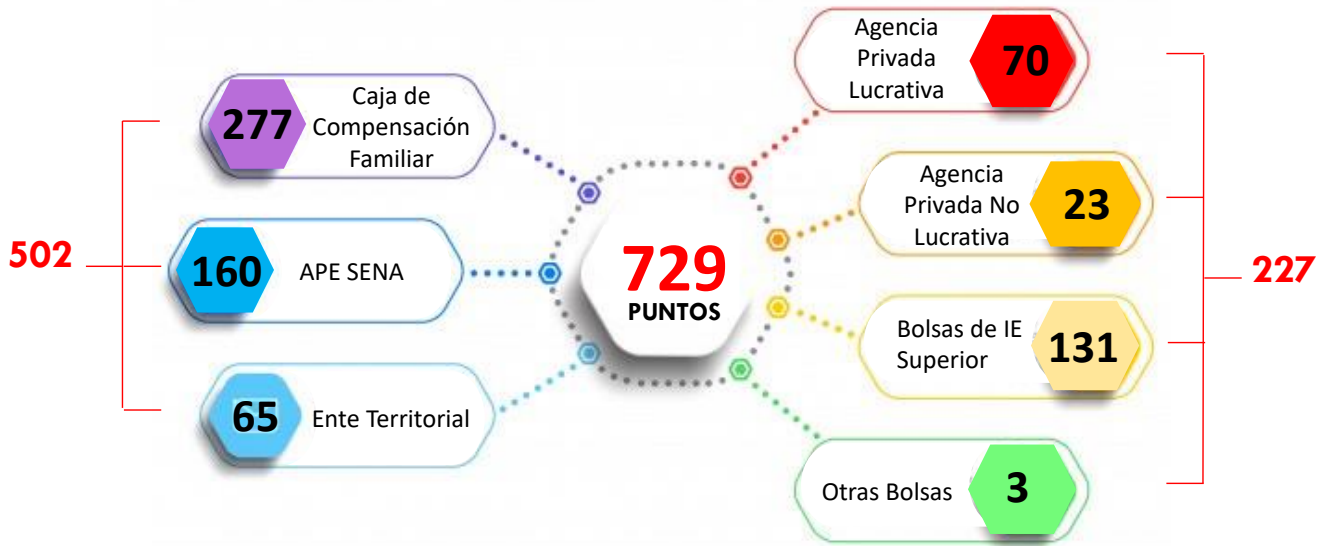 502
277
Caja de
Compensación
Familiar
160
APE SENA
65
Ente Territorial
729
PUNTOS
Agencia
Privada
Lucrativa
70
Agencia
Privada No
Lucrativa
23
Bolsas de IE
Superior
131
Otras Bolsas
3
227